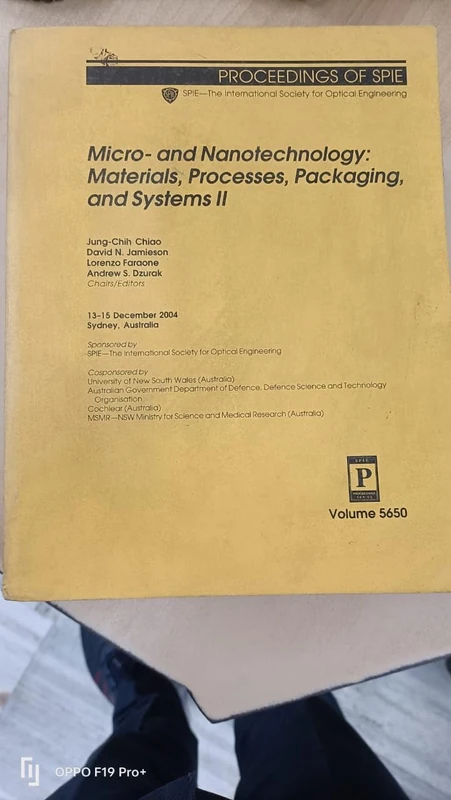 PROCEEDINGS OF SPIE
SPIE—The International Society for Optical Engineering
Micro- and Nanotechnology:
Materials, Processes, Packaging,
and Systems II
Jung-Chih Chiao
David N. Jamieson
Lorenzo Faraone
Andrew S. Dzurak
Chairs/Editors
13–15 December 2004
Sydney, Australia
Sponsored by
SPIE—The International Society for Optical Engineering
Cosponsored by
University of New South Wales (Australia)
Australian Government Department of Defence, Defence Science and Technology
Organisation
Cochlear (Australia)
MSMR—NSW Ministry for Science and Medical Research (Australia)
SPIE
P
PROCEEDINGS
SERIES
Volume 5650
OPPO F19 Pro+